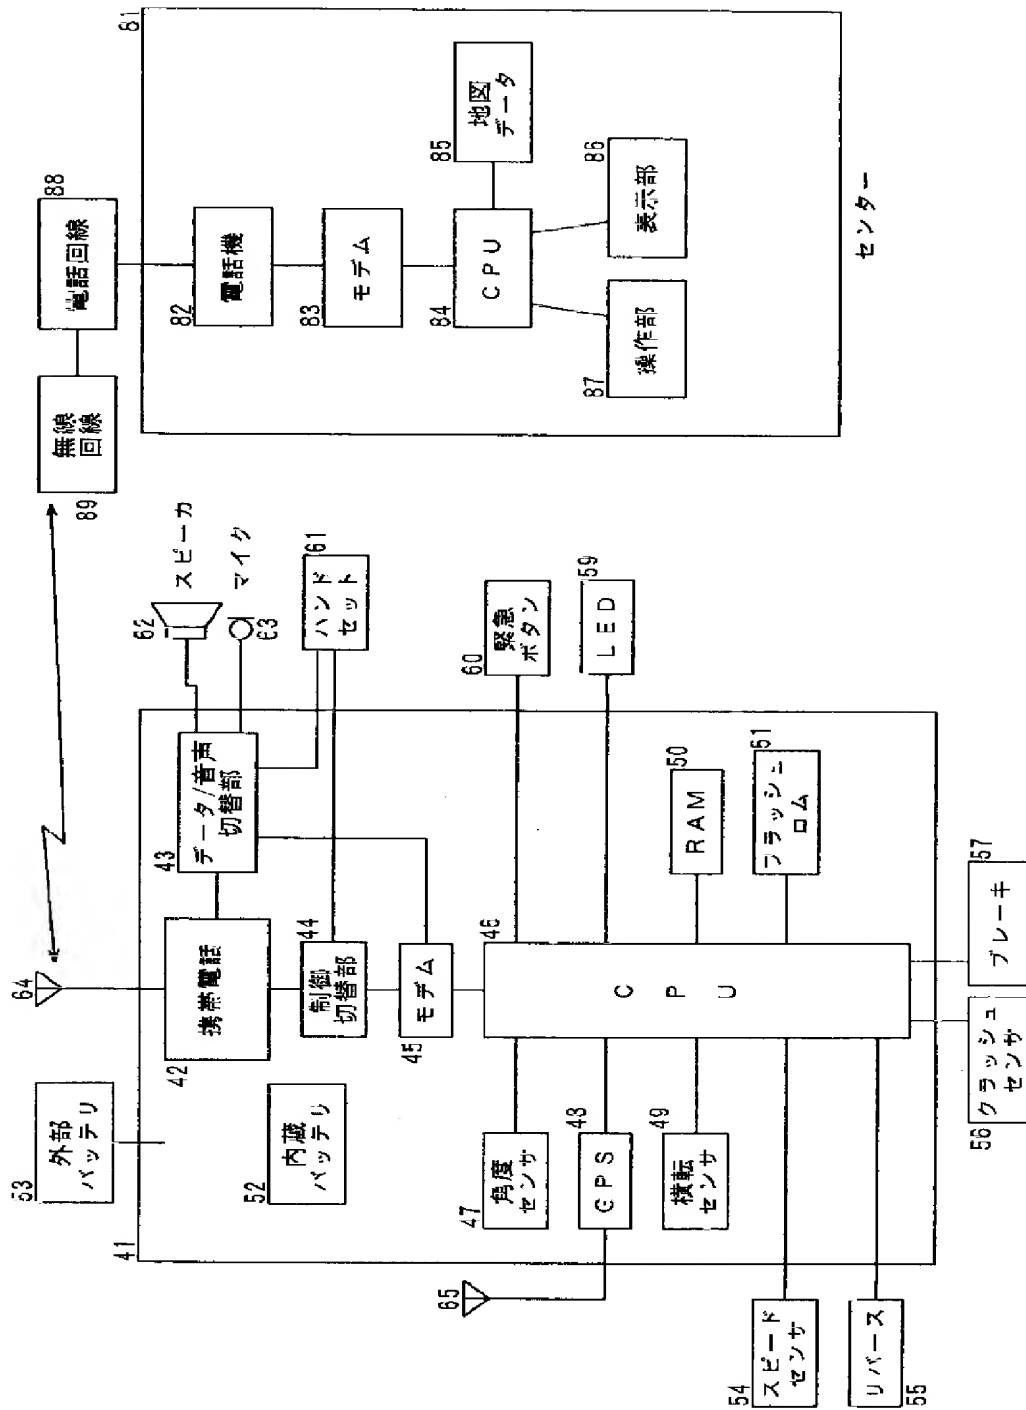 53
外部
バッテリ
64
41
52
内蔵
バッテリ
42
携帯電話
43
データ/音声
切替部
62
スピーカ
63
マイク
44
制御
切替部
61
ハンド
セット
45
モデム
65
47
角度
センサ
46
60
緊急
ボタン
48
GPS
59
LED
49
横転
センサ
CPU
50
RAM
51
フラッシュ
ロム
54
スピード
センサ
リバース
55
56
クラッシュ
センサ
57
ブレーキ
89
無線
回線
88
電話回線
81
82
電話機
83
モデム
84
CPU
85
地図
データ
87
操作部
86
表示部
センター